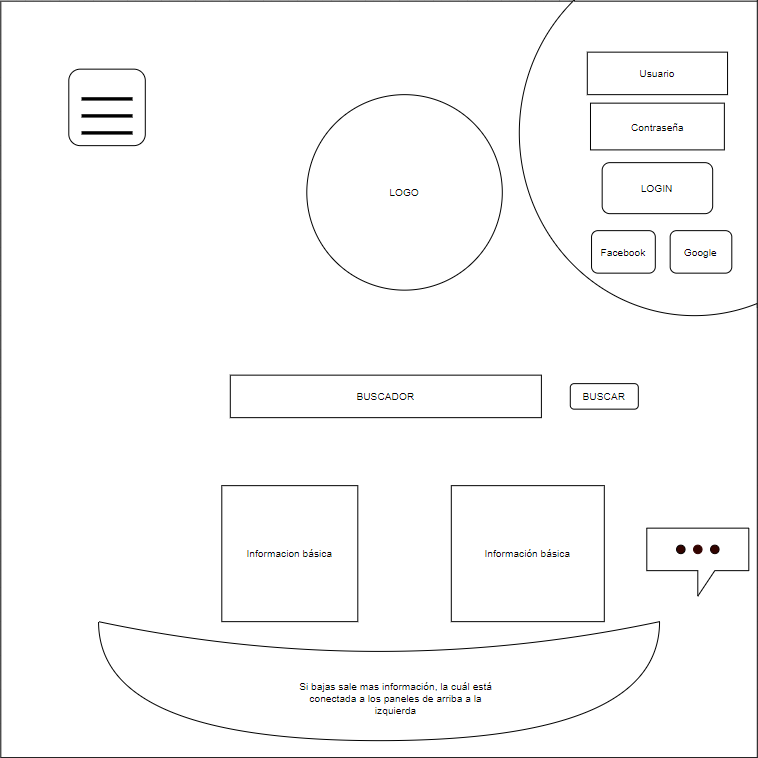 Usuario
Contraseña
LOGO
LOGIN
Facebook
Google
BUSCADOR
BUSCAR
Informacion básica
Información básica
Si bajas sale mas información, la cuál está
conectada a los paneles de arriba a la
izquierda